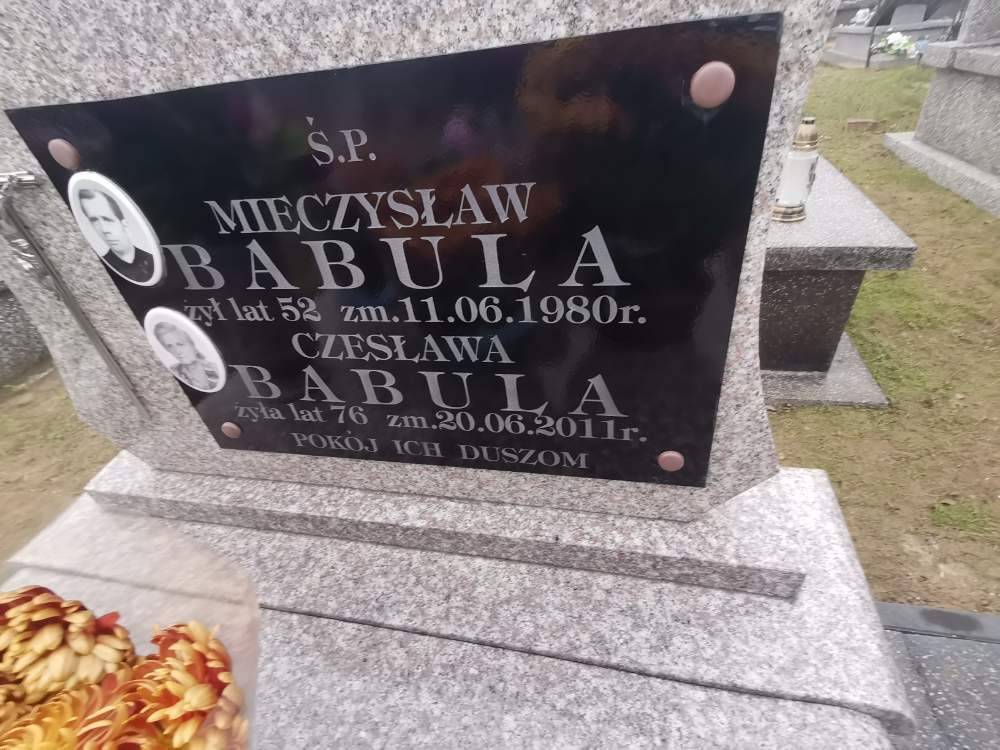 Ś.P.
MIECZYSŁAW
BABULA
żył lat 52 zm.11.06.1980r.
CZESŁAWA
BABULA
żyła lat 76 zm.20.06.2011r.
POKÓJ ICH DUSZOM